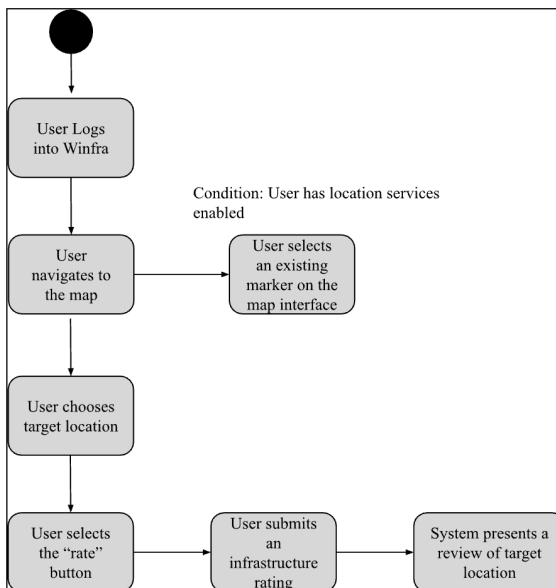 User Logs
into Winfra
Condition: User has location services
enabled
User
navigates to
the map
User selects
an existing
marker on the
map interface
User chooses
target location
User selects
the “rate”
button
User submits
an
infrastructure
rating
System presents a
review of target
location